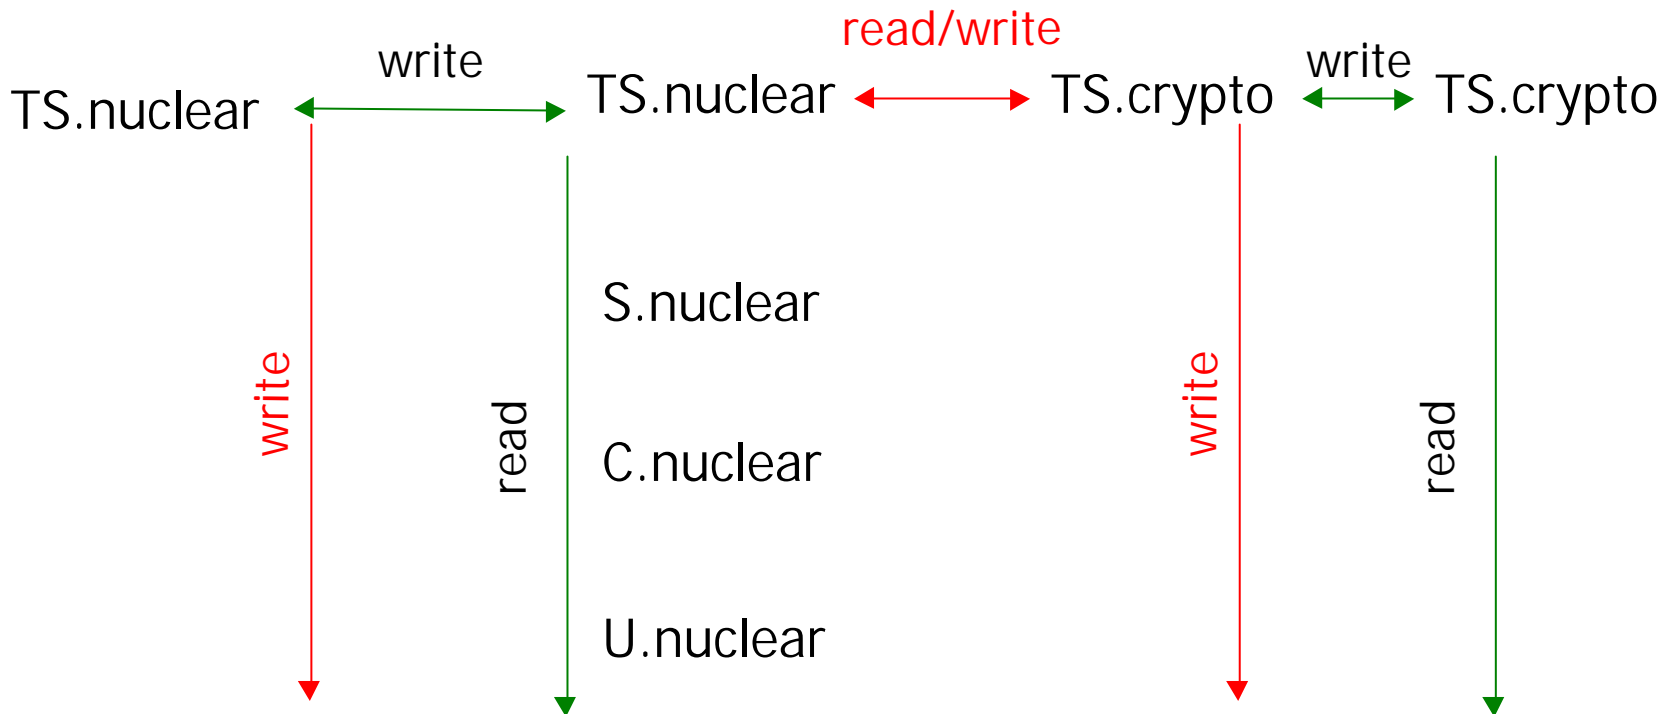 read/write
write
write
TS.nuclear
TS.nuclear
TS.crypto
TS.crypto
S.nuclear
write
write
read
read
C.nuclear
U.nuclear